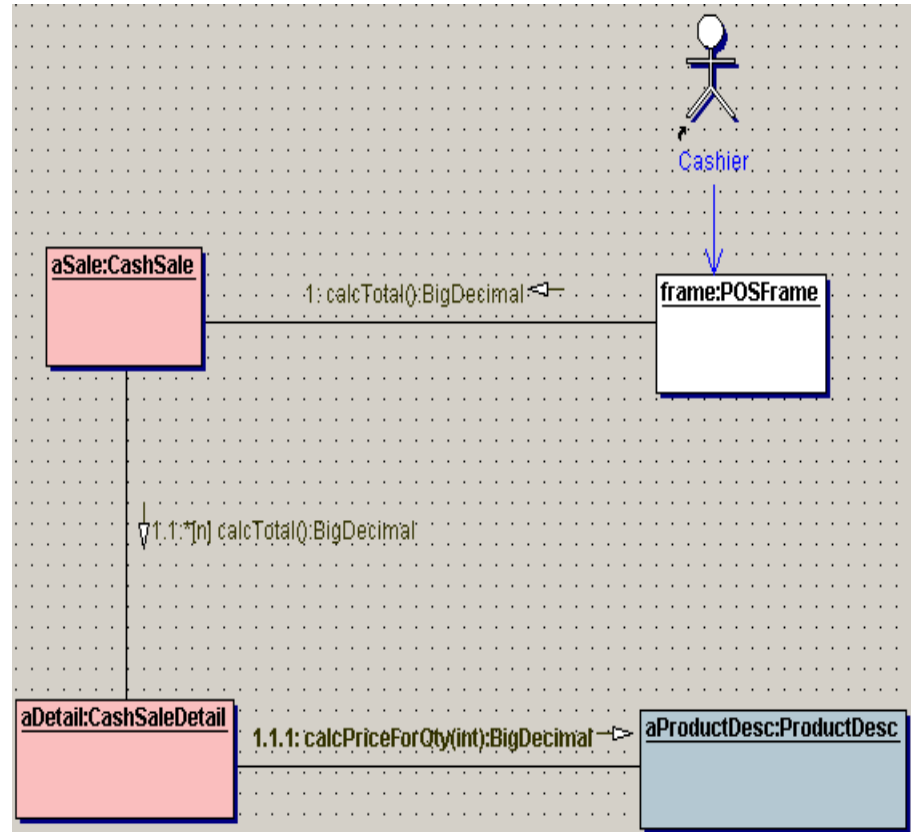 Cashier
aSale:CashSale
1: calcTotal():BigDecimal
frame:POSFrame
1.1:*[n] calcTotal():BigDecimal
aDetail:CashSaleDetail
1.1.1: calcPriceForQty(int):BigDecimal
aProductDesc:ProductDesc